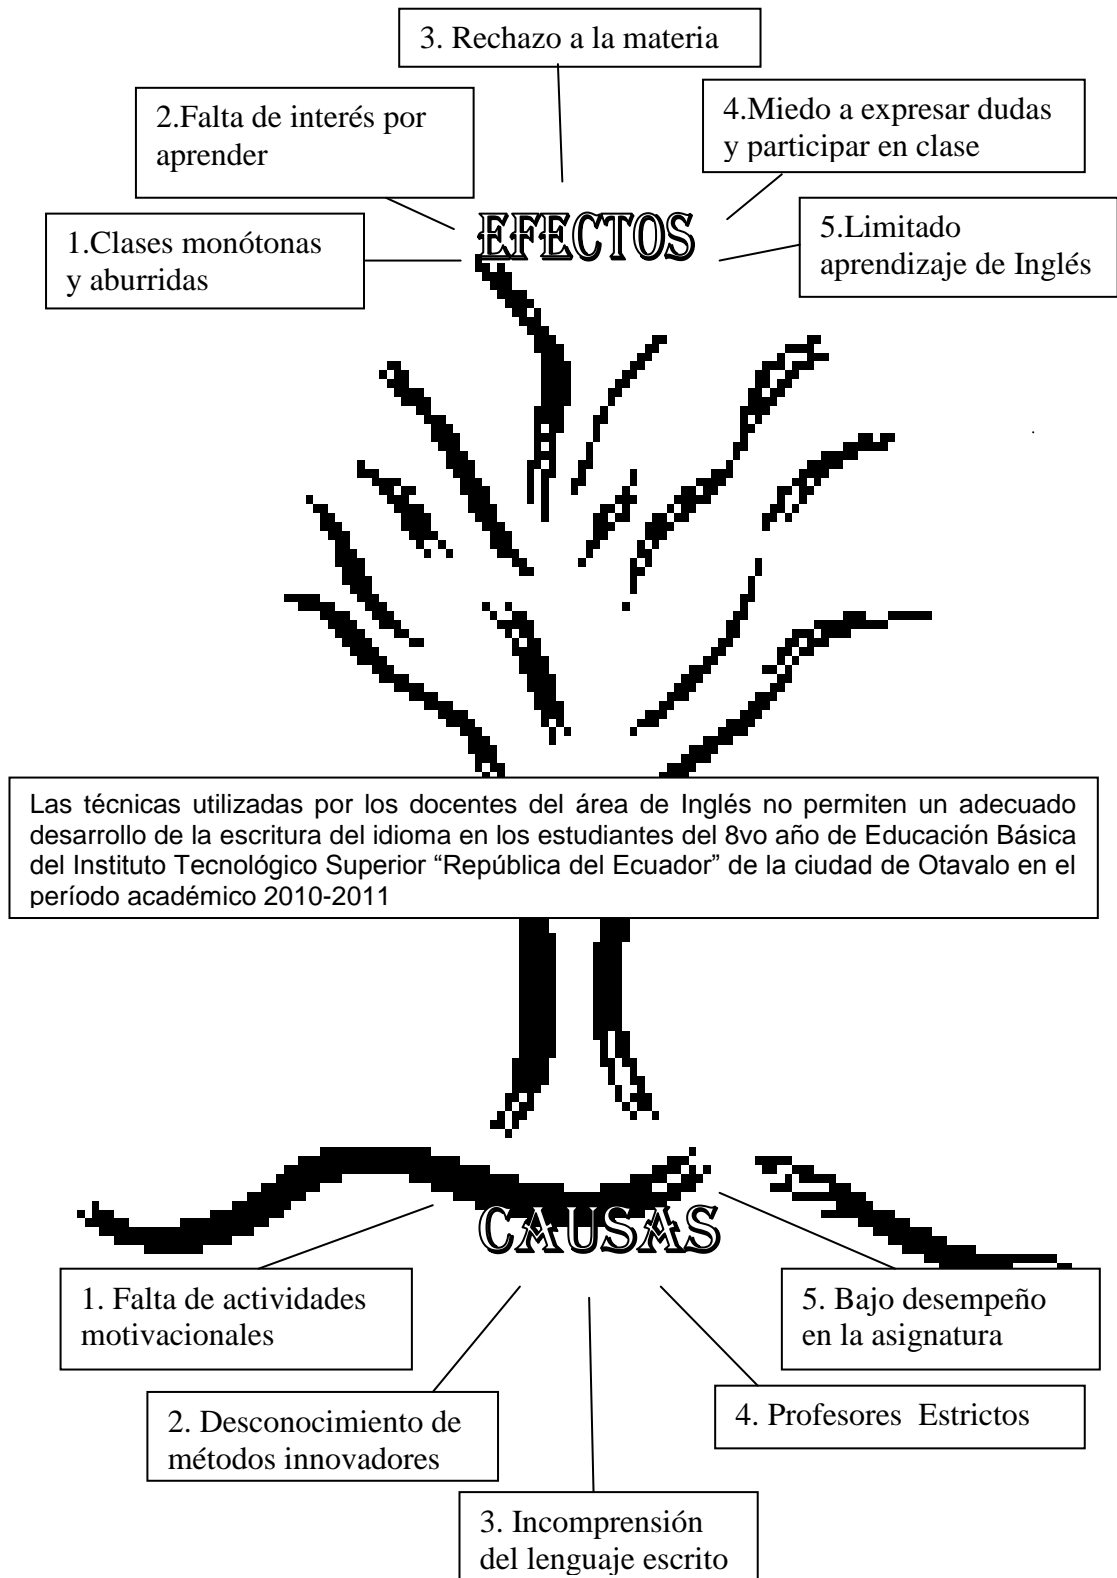 3. Rechazo a la materia
2.Falta de interés por
aprender
4.Miedo a expresar dudas
y participar en clase
1.Clases monótonas
y aburridas
EFECTOS
5.Limitado
aprendizaje de Inglés
Las técnicas utilizadas por los docentes del área de Inglés no permiten un adecuado
desarrollo de la escritura del idioma en los estudiantes del 8vo año de Educación Básica
del Instituto Tecnológico Superior “República del Ecuador” de la ciudad de Otavalo en el
período académico 2010-2011
CAUSAS
1. Falta de actividades
motivacionales
5. Bajo desempeño
en la asignatura
2. Desconocimiento de
métodos innovadores
4. Profesores Estrictos
3. Incomprensión
del lenguaje escrito